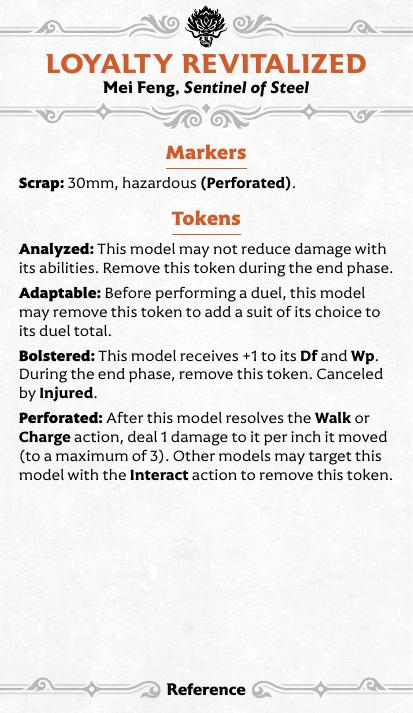 LOYALTY REVITALIZED
Mei Feng, Sentinel of Steel
Markers
Scrap: 30mm, hazardous (Perforated).
Tokens
Analyzed: This model may not reduce damage with
its abilities. Remove this token during the end phase.
Adaptable: Before performing a duel, this model
may remove this token to add a suit of its choice to
its duel total.
Bolstered: This model receives +1 to its Df and Wp.
During the end phase, remove this token. Canceled
by Injured.
Perforated: After this model resolves the Walk or
Charge action, deal 1 damage to it per inch it moved
(to a maximum of 3). Other models may target this
model with the Interact action to remove this token.
Reference